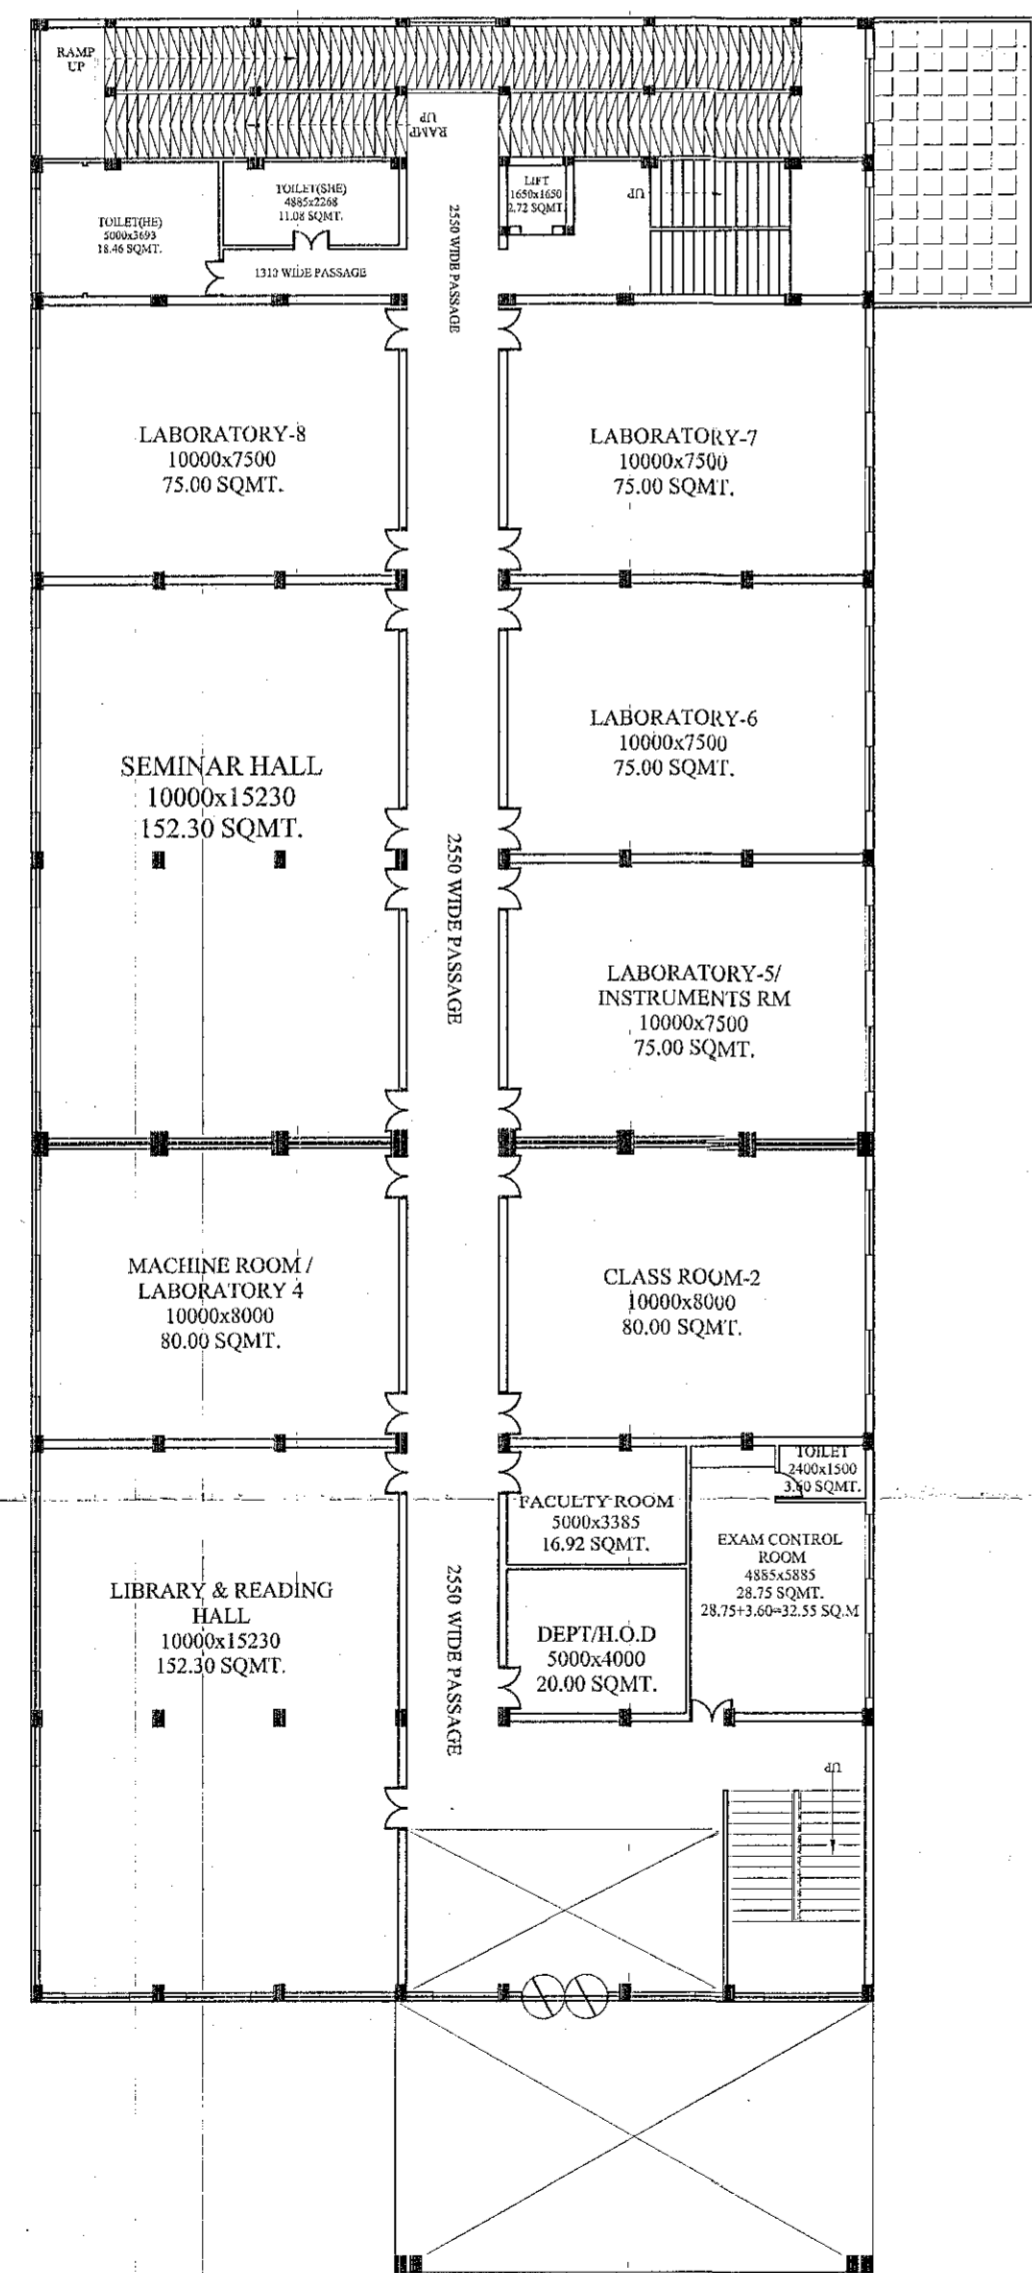 RAMP
UP
RAMP
UP
TOILET(HE)
5000x3693
18.46 SQMT.
TOILET(SHE)
4885x2268
11.08 SQMT.
1310 WIDE PASSAGE
2550 WIDE PASSAGE
LIFT
1650x1650
2.72 SQMT.
UP
LABORATORY-8
10000x7500
75.00 SQMT.
LABORATORY-7
10000x7500
75.00 SQMT.
SEMINAR HALL
10000x15230
152.30 SQMT.
LABORATORY-6
10000x7500
75.00 SQMT.
2550 WIDE PASSAGE
LABORATORY-5/
INSTRUMENTS RM
10000x7500
75.00 SQMT.
MACHINE ROOM /
LABORATORY 4
10000x8000
80.00 SQMT.
CLASS ROOM-2
10000x8000
80.00 SQMT.
TOILET
2400x1500
3.60 SQMT.
FACULTY ROOM
5000x3385
16.92 SQMT.
EXAM CONTROL
ROOM
4885x5885
28.75 SQMT.
28.75+3.60=32.55 SQ.M
LIBRARY & READING
HALL
10000x15230
152.30 SQMT.
2550 WIDE PASSAGE
DEPT/H.O.D
5000x4000
20.00 SQMT.
UP